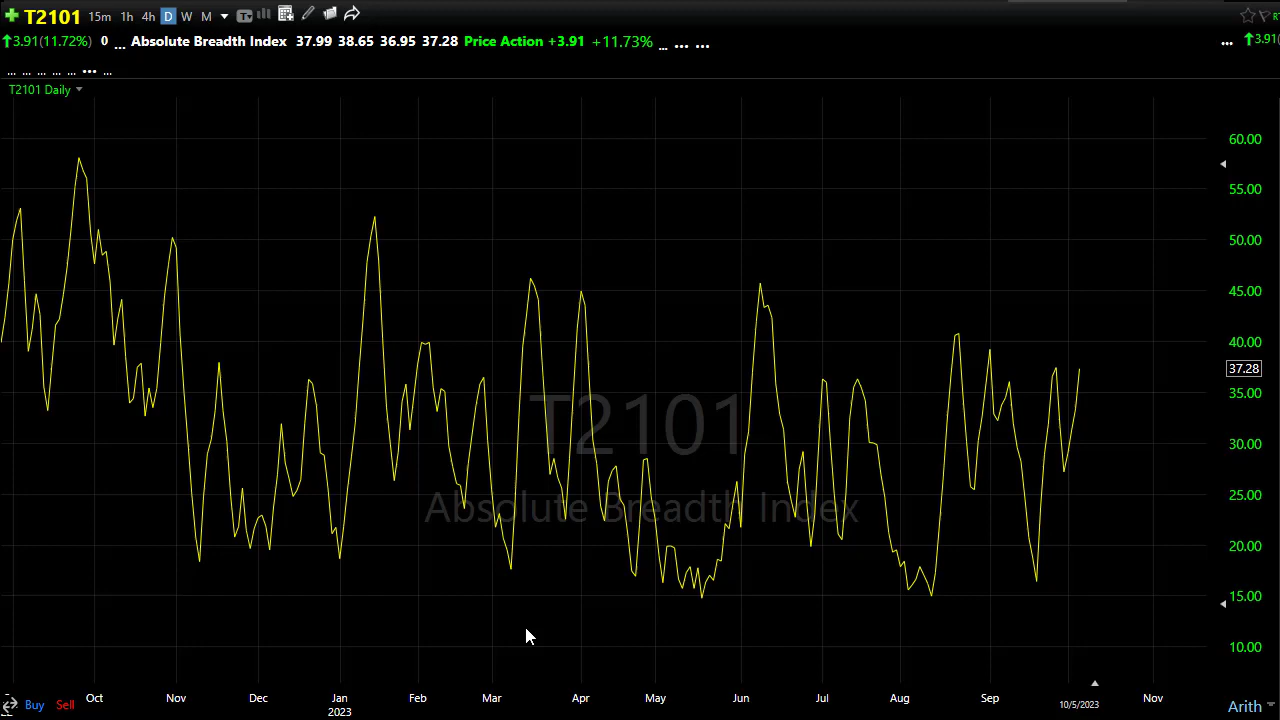 T2101 15m 1h 4h D W M T
3.91(11.72%) 0 ... Absolute Breadth Index 37.99 38.65 36.95 37.28 Price Action +3.91 +11.73% ... ... ... ... 3.91(
... ... ... ... ... ... ...
T2101 Daily
60.00
55.00
50.00
45.00
40.00
37.28
35.00
30.00
25.00
20.00
15.00
10.00
T2101
Absolute Breadth Index
Oct Nov Dec Jan Feb Mar Apr May Jun Jul Aug Sep 10/5/2023 Nov
2023
Buy Sell Arith